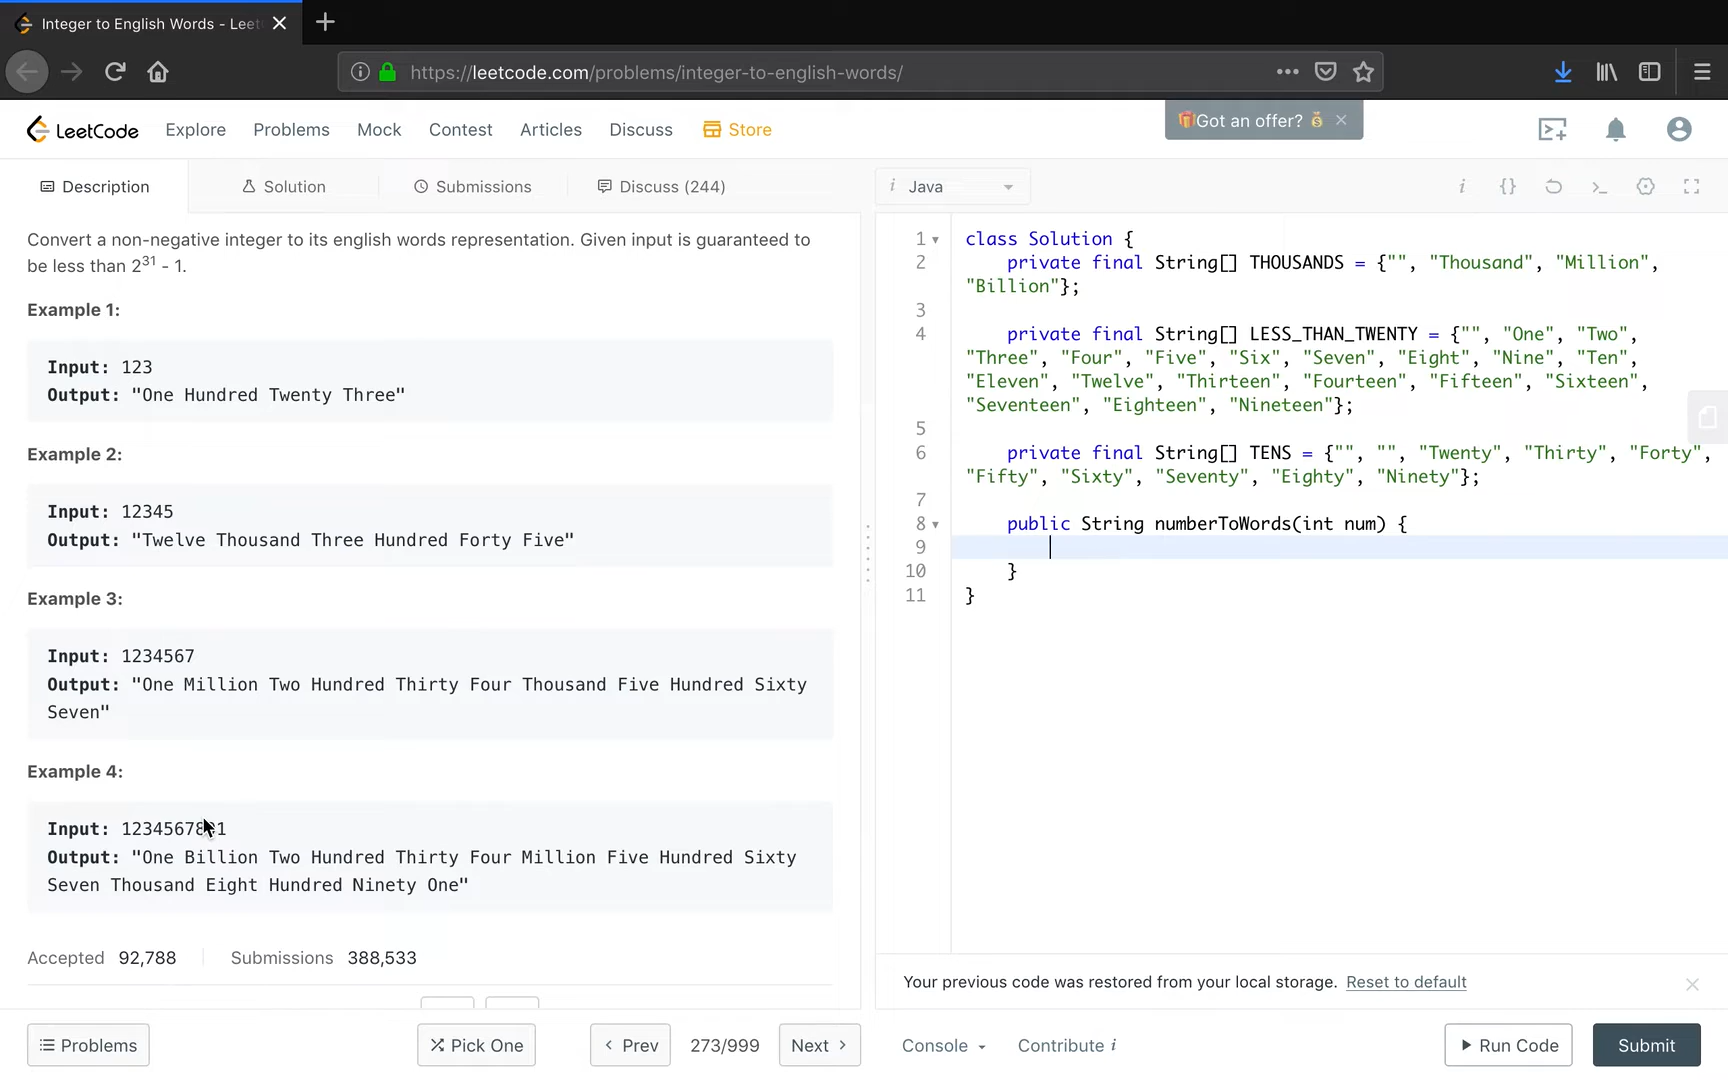 Integer to English Words - Leet
https://leetcode.com/problems/integer-to-english-words/
LeetCode Explore Problems Mock Contest Articles Discuss Store
🎁Got an offer? 💰 ×
Description Solution Submissions Discuss (244)
i Java
Convert a non-negative integer to its english words representation. Given input is guaranteed to
be less than 2³¹ - 1.
Example 1:
Input: 123
Output: "One Hundred Twenty Three"
Example 2:
Input: 12345
Output: "Twelve Thousand Three Hundred Forty Five"
Example 3:
Input: 1234567
Output: "One Million Two Hundred Thirty Four Thousand Five Hundred Sixty
Seven"
Example 4:
Input:
Output: "One Billion Two Hundred Thirty Four Million Five Hundred Sixty
Seven Thousand Eight Hundred Ninety One"
Accepted 92,788 Submissions 388,533
Problems Pick One < Prev 273/999 Next >
1 class Solution {
2 private final String[] THOUSANDS = {"", "Thousand", "Million",
"Billion"};
3
4 private final String[] LESS_THAN_TWENTY = {"", "One", "Two",
"Three", "Four", "Five", "Six", "Seven", "Eight", "Nine", "Ten",
"Eleven", "Twelve", "Thirteen", "Fourteen", "Fifteen", "Sixteen",
"Seventeen", "Eighteen", "Nineteen"};
5
6 private final String[] TENS = {"", "", "Twenty", "Thirty", "Forty",
"Fifty", "Sixty", "Seventy", "Eighty", "Ninety"};
7
8 public String numberToWords(int num) {
9
10 }
11 }
Your previous code was restored from your local storage. Reset to default
Console Contribute i Run Code Submit